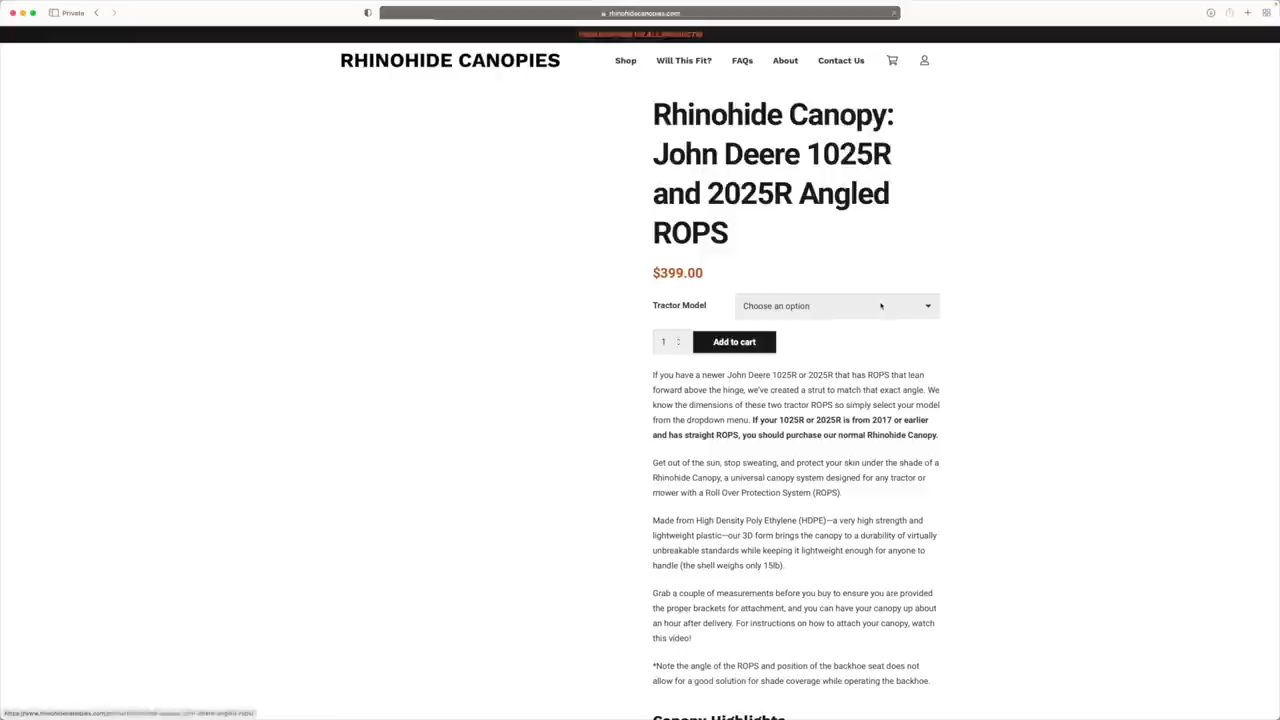 Private
rhinohidecanopies.com
RHINOHIDE CANOPIES
Shop
Will This Fit?
FAQs
About
Contact Us
Rhinohide Canopy:
John Deere 1025R
and 2025R Angled
ROPS
$399.00
Tractor Model
Choose an option
1
Add to cart
If you have a newer John Deere 1025R or 2025R that has ROPS that lean
forward above the hinge, we've created a strut to match that exact angle. We
know the dimensions of these two tractor ROPS so simply select your model
from the dropdown menu. If your 1025R or 2025R is from 2017 or earlier
and has straight ROPS, you should purchase our normal Rhinohide Canopy.
Get out of the sun, stop sweating, and protect your skin under the shade of a
Rhinohide Canopy, a universal canopy system designed for any tractor or
mower with a Roll Over Protection System (ROPS).
Made from High Density Poly Ethylene (HDPE)—a very high strength and
lightweight plastic—our 3D form brings the canopy to a durability of virtually
unbreakable standards while keeping it lightweight enough for anyone to
handle (the shell weighs only 15lb).
Grab a couple of measurements before you buy to ensure you are provided
the proper brackets for attachment, and you can have your canopy up about
an hour after delivery. For instructions on how to attach your canopy, watch
this video!
*Note the angle of the ROPS and position of the backhoe seat does not
allow for a good solution for shade coverage while operating the backhoe.
Canopy Highlights